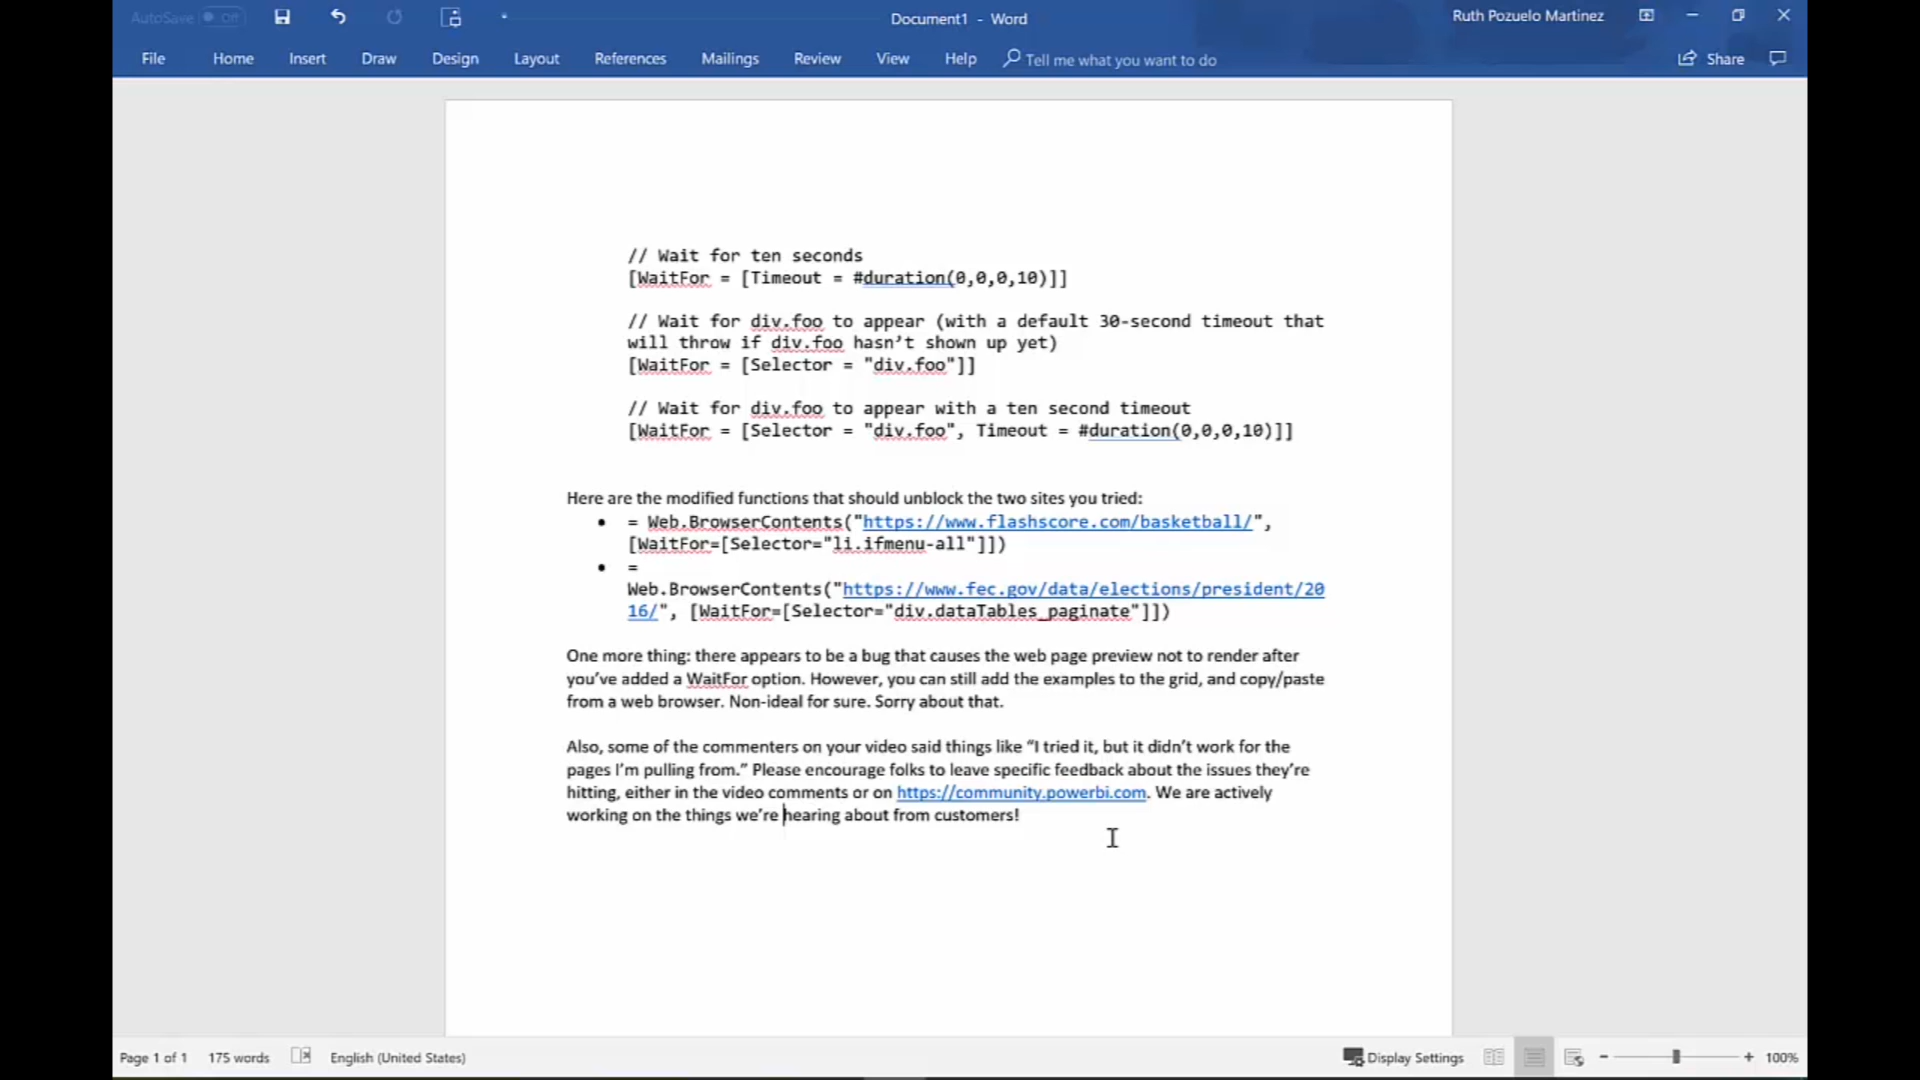 AutoSave Off
Document1 - Word
Ruth Pozuelo Martinez
File Home Insert Draw Design Layout References Mailings Review View Help Tell me what you want to do Share
// Wait for ten seconds
[WaitFor = [Timeout = #duration(0,0,0,10)]]
// Wait for div.foo to appear (with a default 30-second timeout that
will throw if div.foo hasn’t shown up yet)
[WaitFor = [Selector = "div.foo"]]
// Wait for div.foo to appear with a ten second timeout
[WaitFor = [Selector = "div.foo", Timeout = #duration(0,0,0,10)]]
Here are the modified functions that should unblock the two sites you tried:
• = Web.BrowserContents("https://www.flashscore.com/basketball/",
[WaitFor=[Selector="li.ifmenu-all"]])
• =
Web.BrowserContents("https://www.fec.gov/data/elections/president/20
16/", [WaitFor=[Selector="div.dataTables_paginate"]])
One more thing: there appears to be a bug that causes the web page preview not to render after
you’ve added a WaitFor option. However, you can still add the examples to the grid, and copy/paste
from a web browser. Non-ideal for sure. Sorry about that.
Also, some of the commenters on your video said things like “I tried it, but it didn’t work for the
pages I’m pulling from.” Please encourage folks to leave specific feedback about the issues they’re
hitting, either in the video comments or on https://community.powerbi.com. We are actively
working on the things we’re hearing about from customers!
Page 1 of 1 175 words English (United States) Display Settings 100%